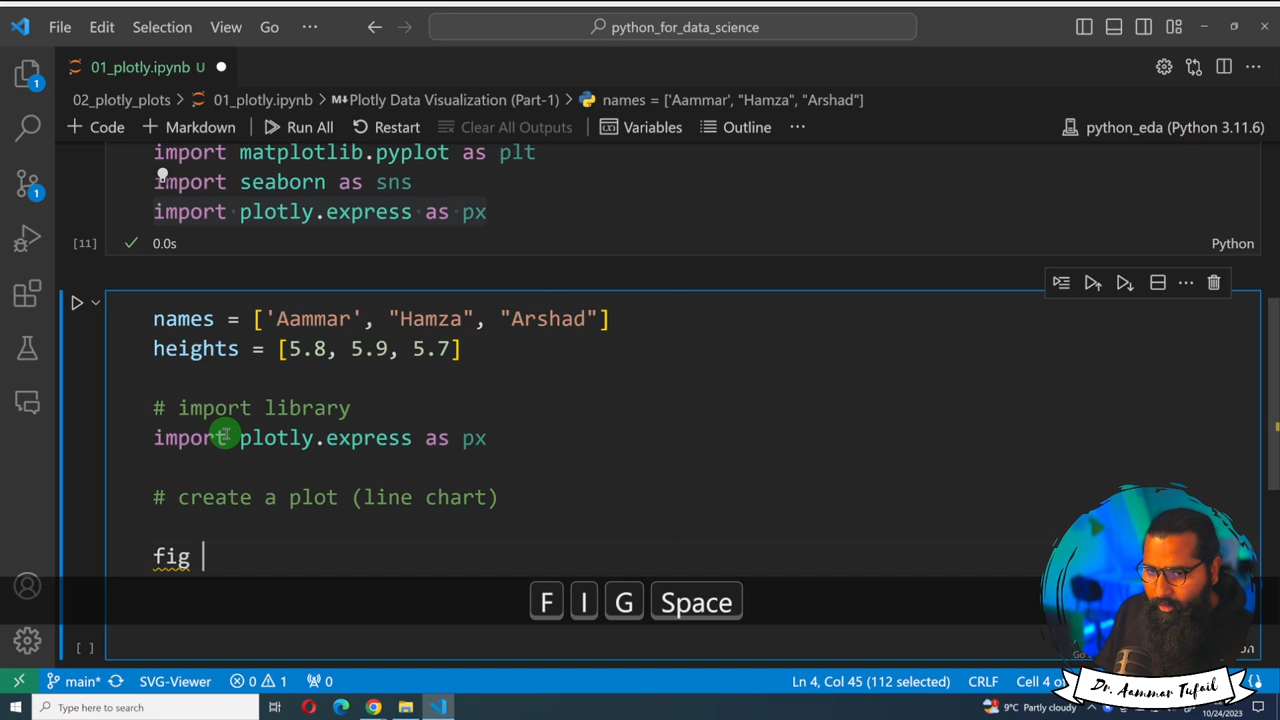 File Edit Selection View Go ··· python_for_data_science
01_plotly.ipynb U
02_plotly_plots > 01_plotly.ipynb > M↓Plotly Data Visualization (Part-1) > names = ['Aammar', "Hamza", "Arshad"]
+ Code + Markdown Run All Restart Clear All Outputs Variables Outline ··· python_eda (Python 3.11.6)
import matplotlib.pyplot as plt
import seaborn as sns
import plotly.express as px
[11] 0.0s Python
names = ['Aammar', "Hamza", "Arshad"]
heights = [5.8, 5.9, 5.7]
# import library
import plotly.express as px
# create a plot (line chart)
fig
F I G Space
[ ]
1
1
main* SVG-Viewer 0 1 0 Ln 4, Col 45 (112 selected) CRLF
Dr. Aammar Tufail
Type here to search 9°C Partly cloudy 10/24/2023